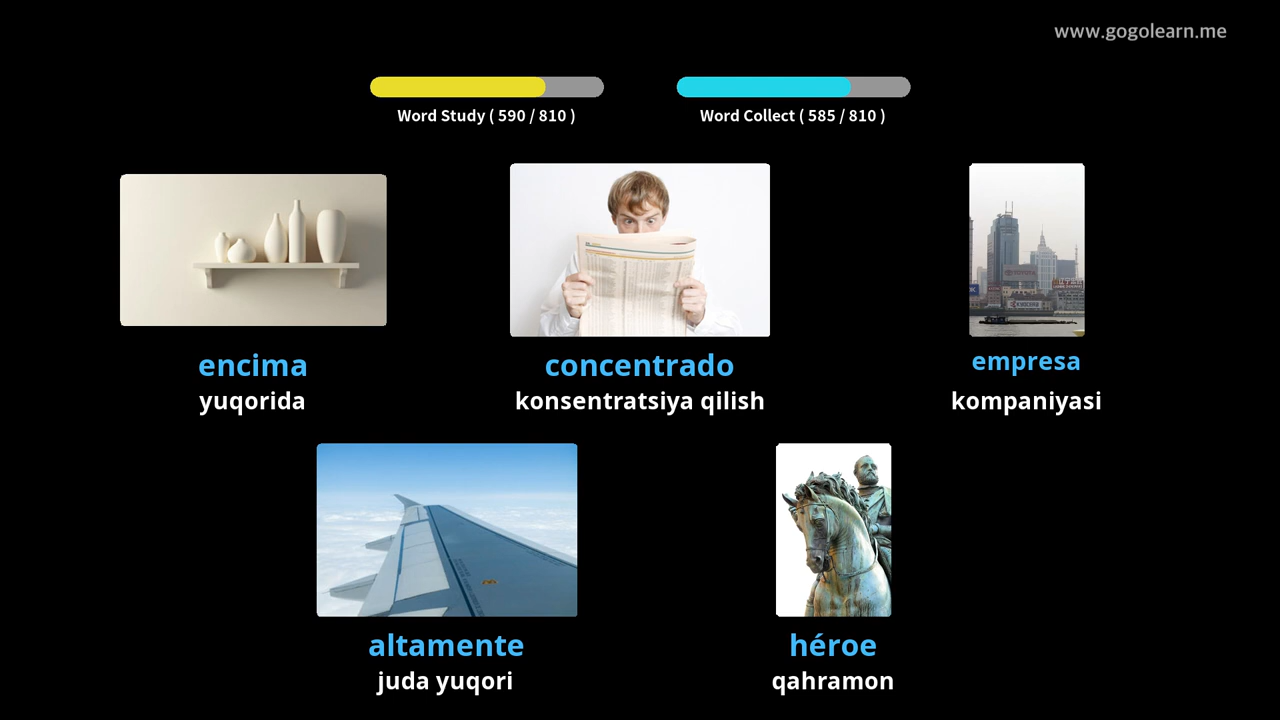 www.gogolearn.me
Word Study ( 590 / 810 )
Word Collect ( 585 / 810 )
TOYOTA
encima
yuqorida
concentrado
konsentratsiya qilish
empresa
kompaniyasi
altamente
juda yuqori
héroe
qahramon